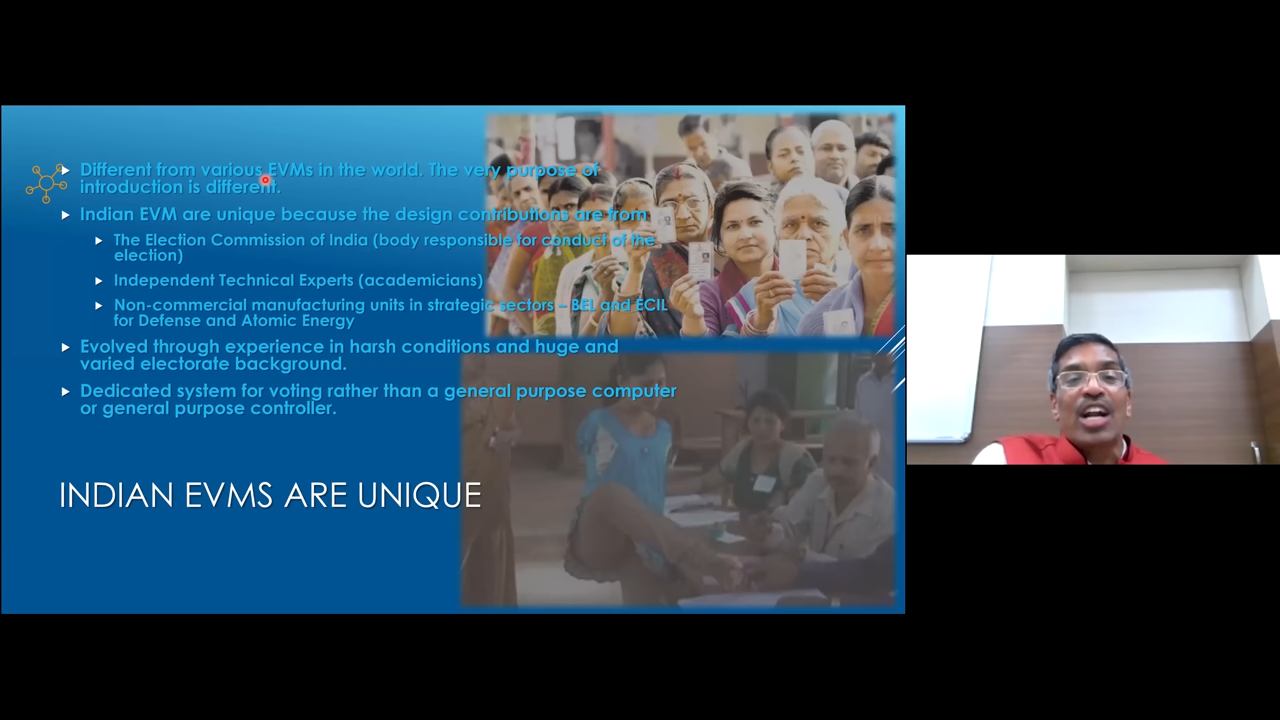 Different from various EVMs in the world. The very purpose of
introduction is different.
Indian EVM are unique because the design contributions are from
The Election Commission of India (body responsible for conduct of the
election)
Independent Technical Experts (academicians)
Non-commercial manufacturing units in strategic sectors – BEL and ECIL
for Defense and Atomic Energy
Evolved through experience in harsh conditions and huge and
varied electorate background.
Dedicated system for voting rather than a general purpose computer
or general purpose controller.
INDIAN EVMS ARE UNIQUE